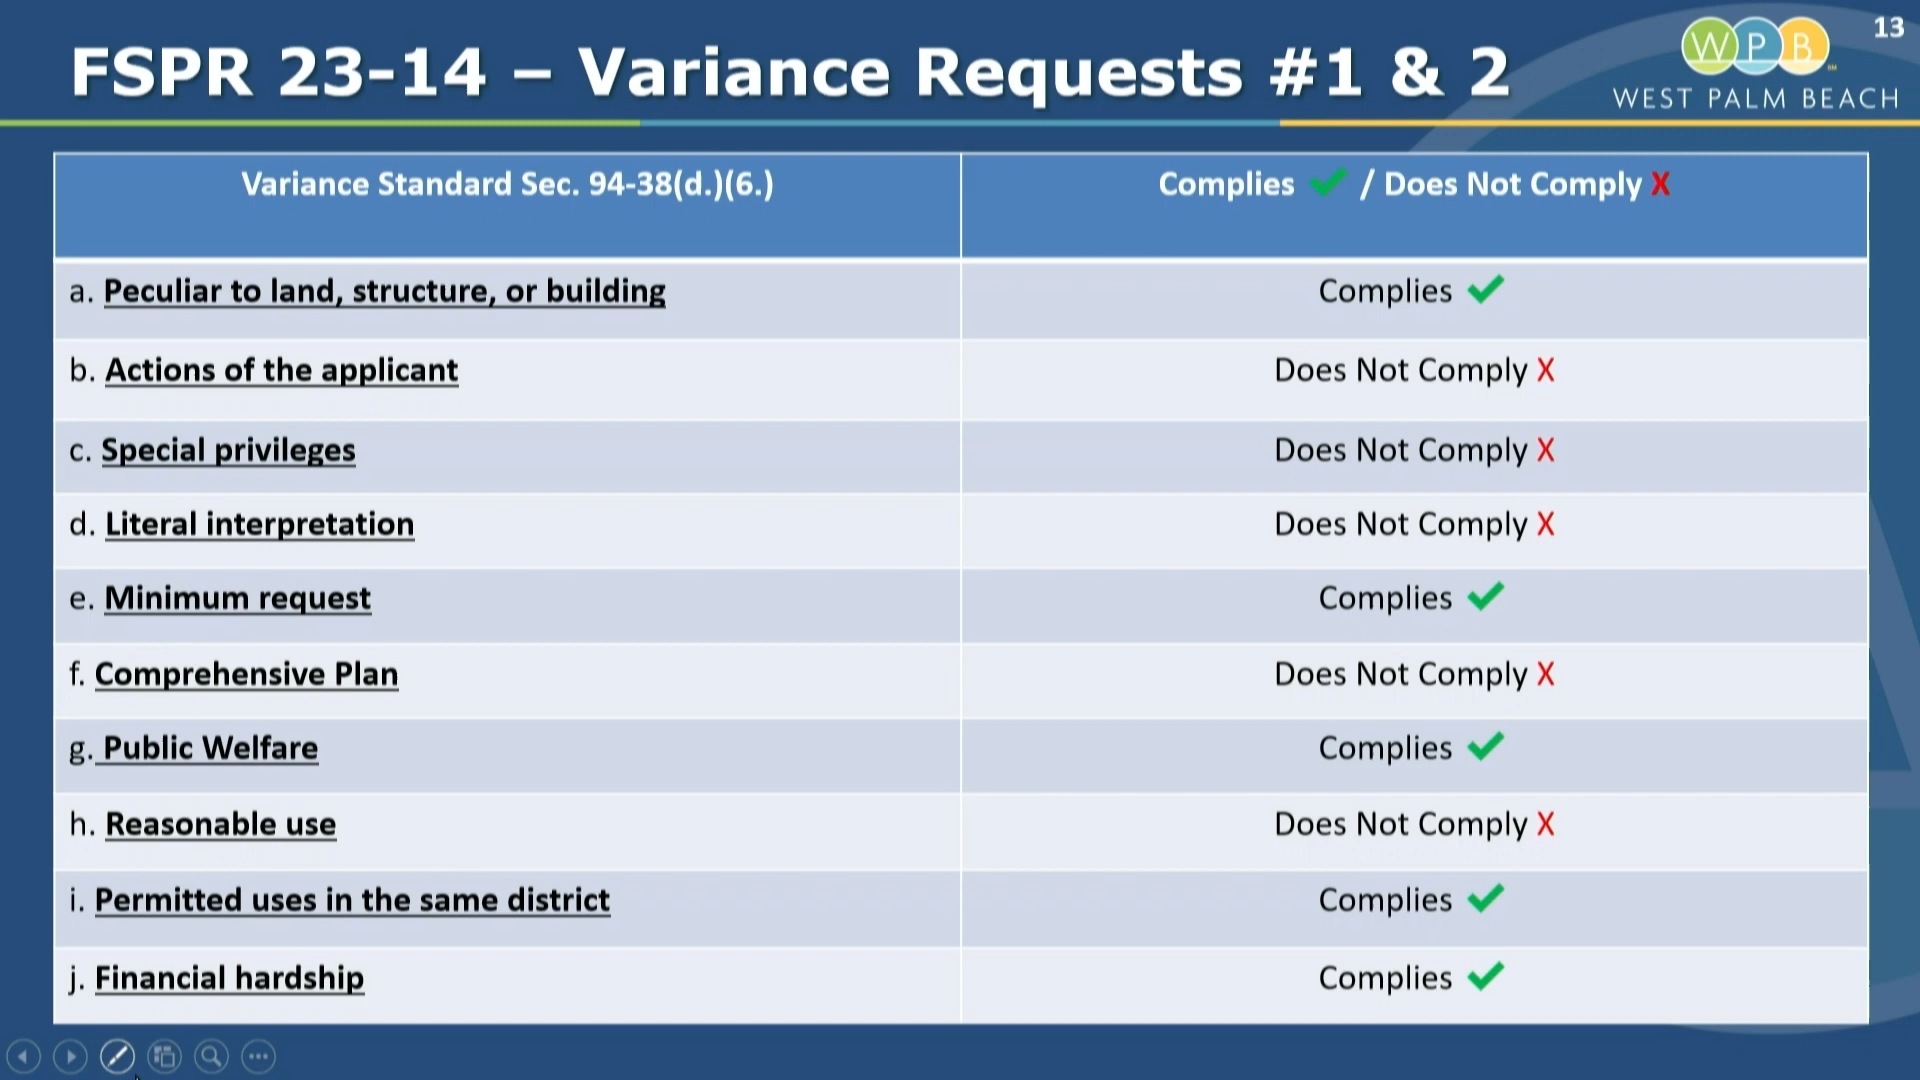 13
FSPR 23-14 – Variance Requests #1 & 2
WPB
WEST PALM BEACH
Variance Standard Sec. 94-38(d.)(6.)
Complies ✔ / Does Not Comply X
a. Peculiar to land, structure, or building
Complies ✔
b. Actions of the applicant
Does Not Comply X
c. Special privileges
Does Not Comply X
d. Literal interpretation
Does Not Comply X
e. Minimum request
Complies ✔
f. Comprehensive Plan
Does Not Comply X
g. Public Welfare
Complies ✔
h. Reasonable use
Does Not Comply X
i. Permitted uses in the same district
Complies ✔
j. Financial hardship
Complies ✔